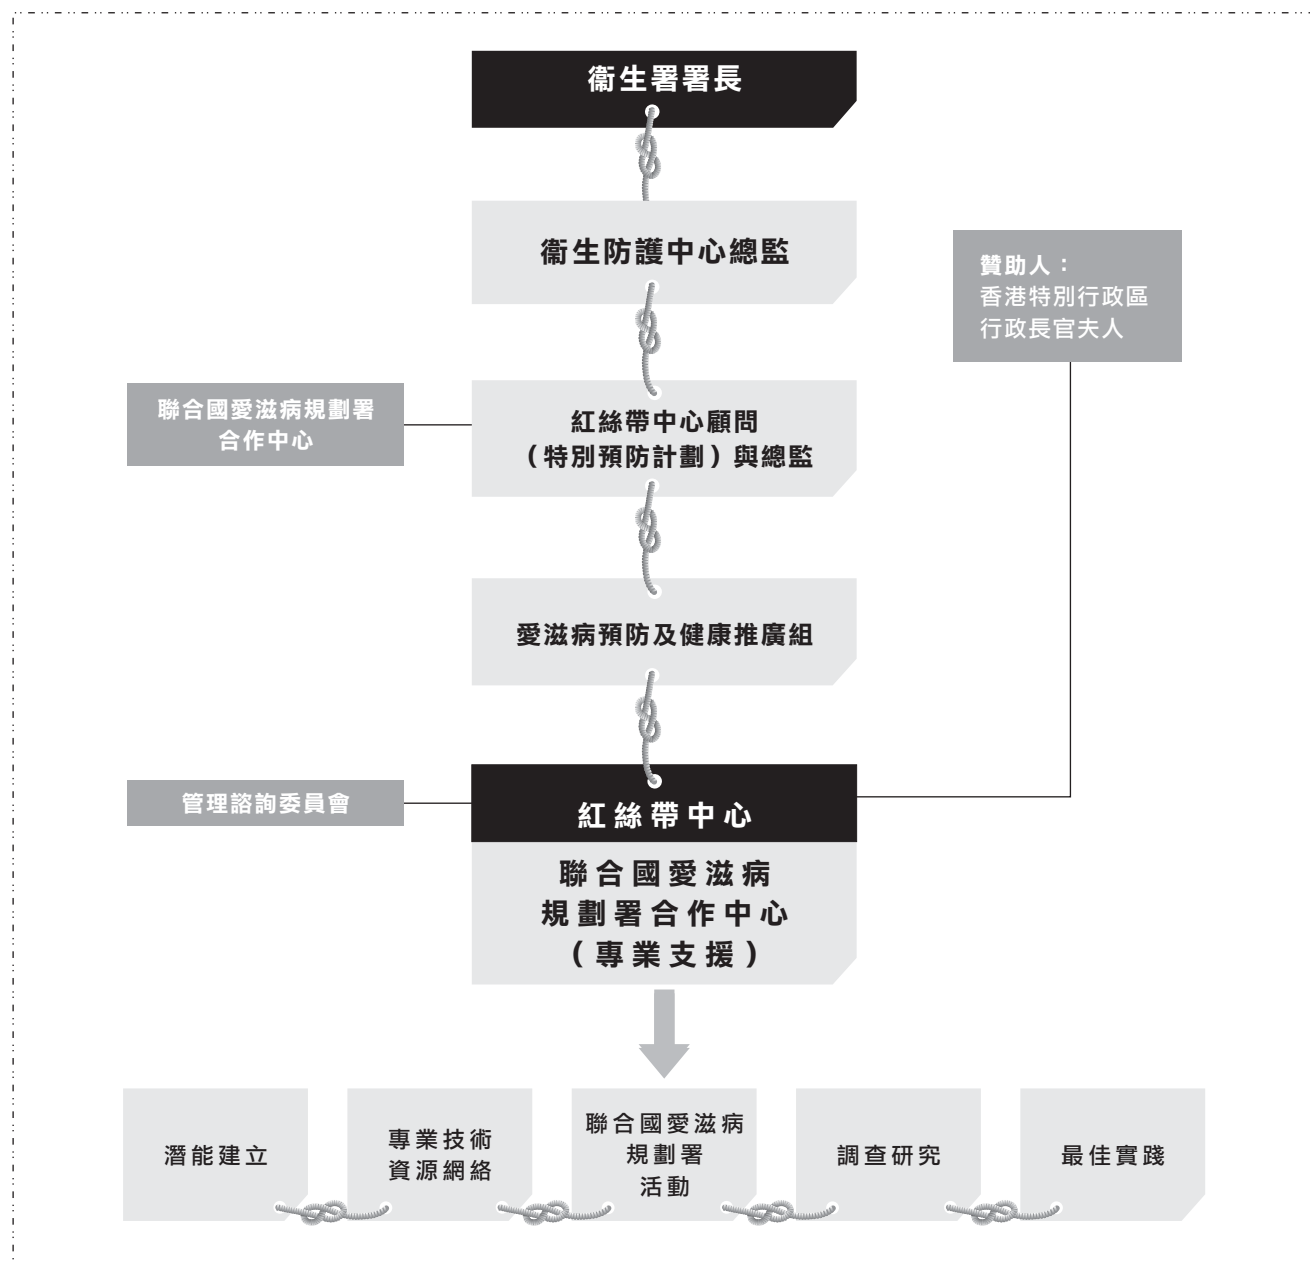 衞生署署長
衞生防護中心總監
贊助人：
香港特別行政區
行政長官夫人
聯合國愛滋病規劃署
合作中心
紅絲帶中心顧問
（特別預防計劃）與總監
愛滋病預防及健康推廣組
管理諮詢委員會
紅絲帶中心
聯合國愛滋病
規劃署合作中心
（專業支援）
潛能建立
專業技術
資源網絡
聯合國愛滋病
規劃署
活動
調查研究
最佳實踐